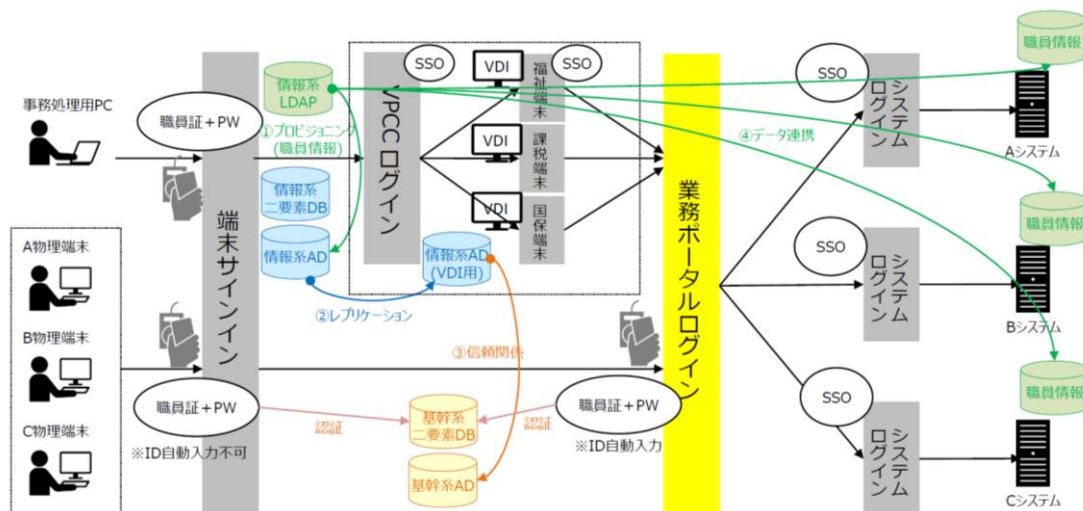 事務処理用PC
職員証+PW
A物理端末
B物理端末
C物理端末
職員証+PW
※ID自動入力不可
端末サインイン
情報系
LDAP
①プロビジョニング
(職員情報)
情報系
二要素DB
情報系AD
②レプリケーション
VPCCログイン
SSO
VDI
VDI
VDI
福祉端末
課税端末
国保端末
SSO
情報系AD
(VDI用)
③信頼関係
認証
基幹系
二要素DB
認証
基幹系AD
職員証+PW
※ID自動入力
業務ポータルログイン
④データ連携
SSO
システム
ログイン
職員情報
Aシステム
SSO
システム
ログイン
職員情報
Bシステム
SSO
システム
ログイン
職員情報
Cシステム